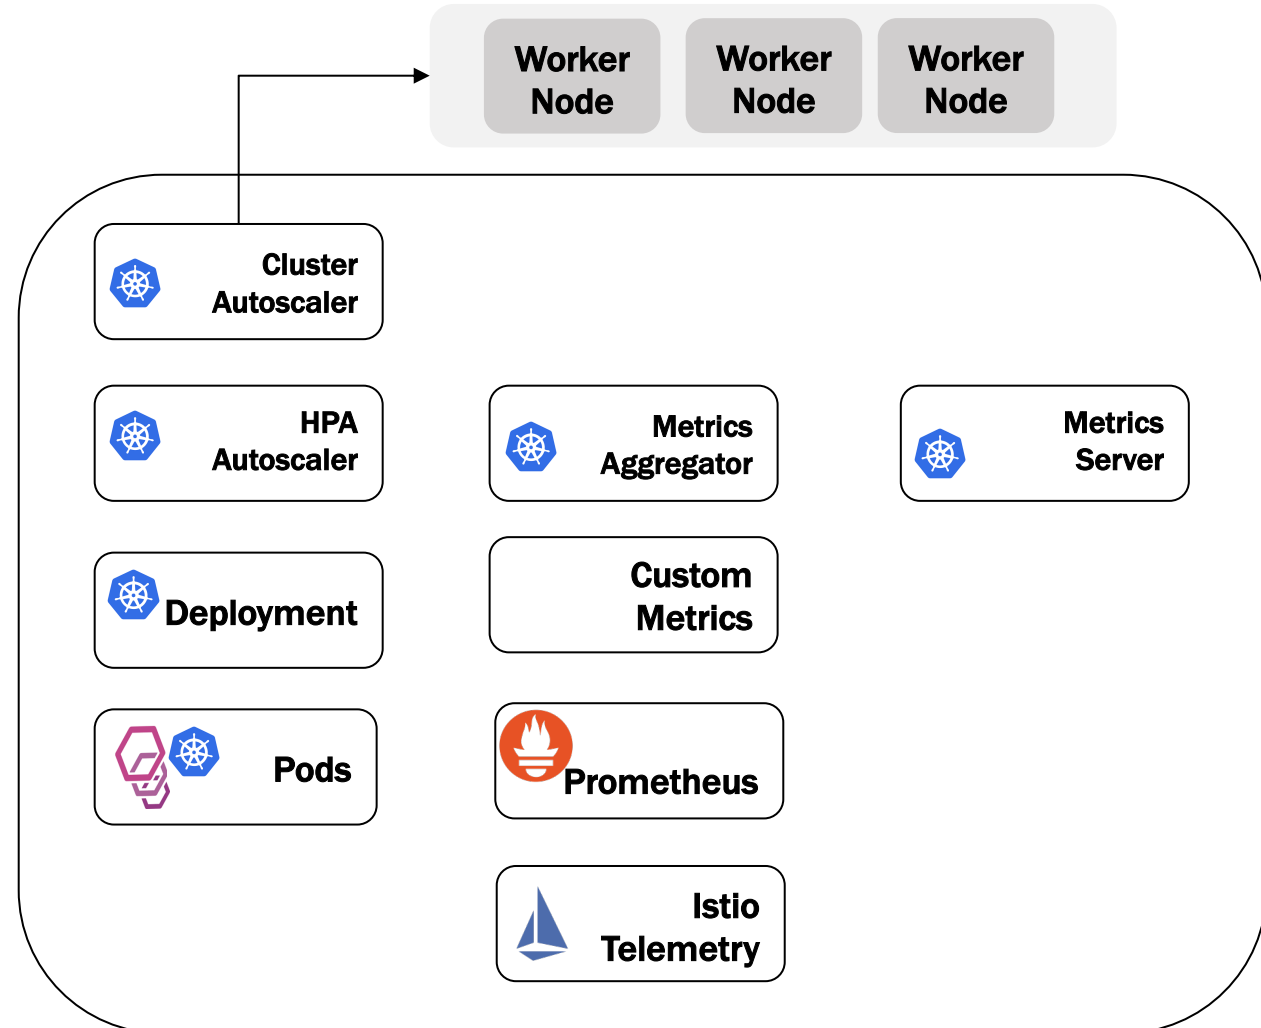 Worker
Node
Worker
Node
Worker
Node
Cluster
Autoscaler
HPA
Autoscaler
Metrics
Aggregator
Metrics
Server
Deployment
Custom
Metrics
Pods
Prometheus
Istio
Telemetry